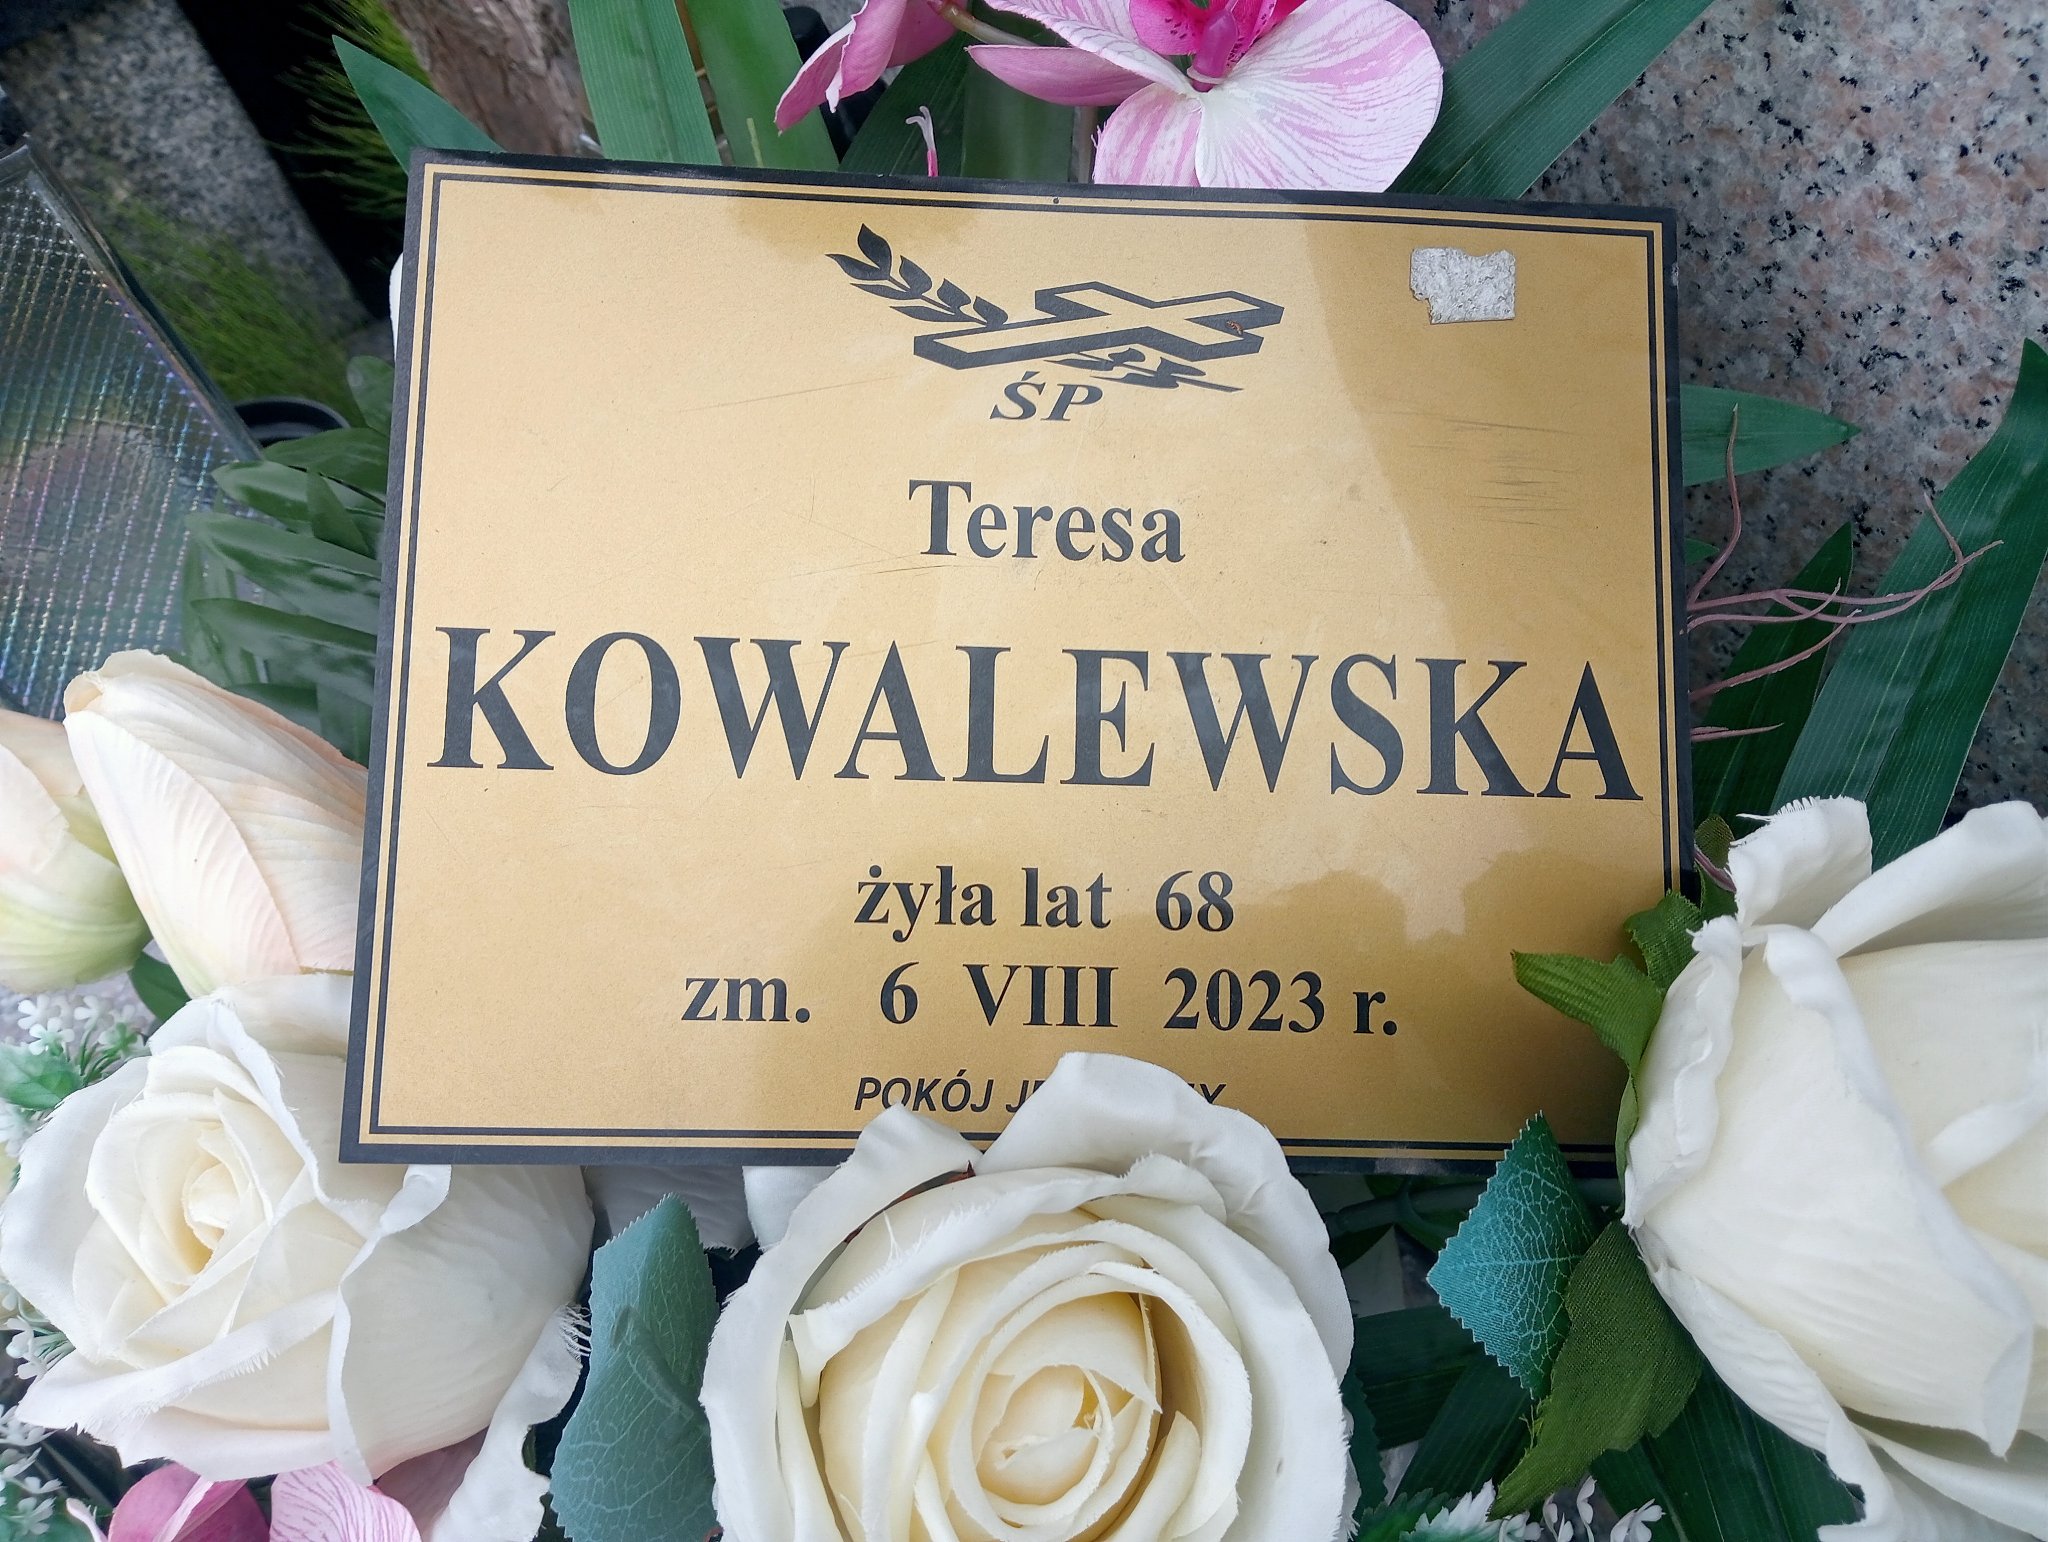 ŚP
Teresa
KOWALEWSKA
żyła lat 68
zm. 6 VIII 2023 r.
POKÓJ